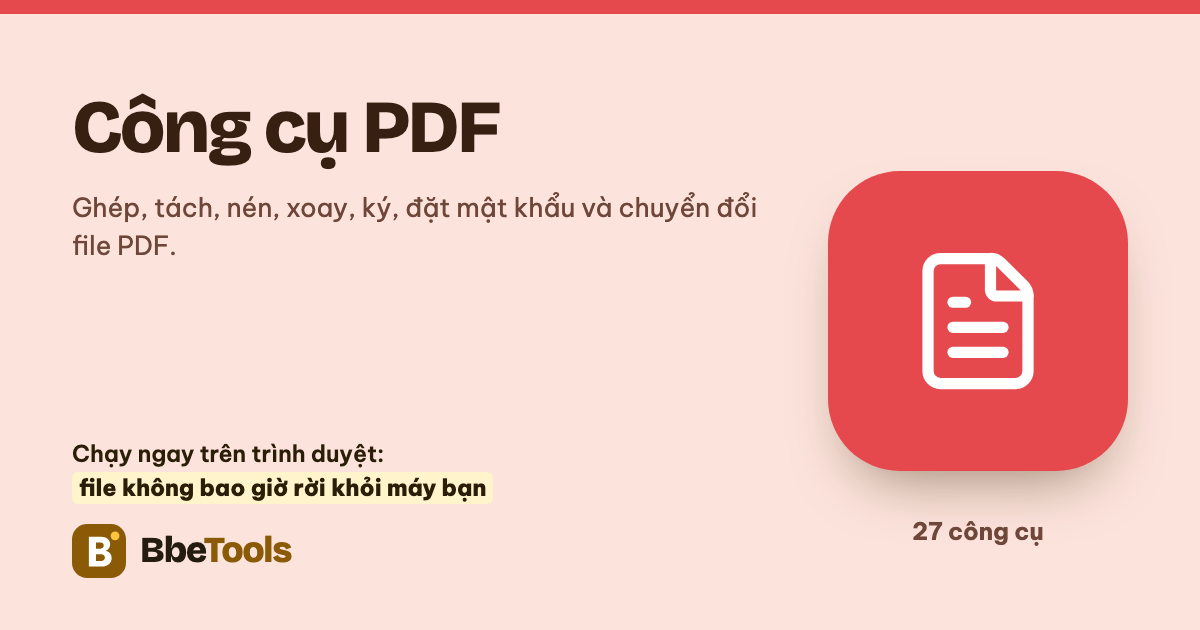 Công cụ PDF
Ghép, tách, nén, xoay, ký, đặt mật khẩu và chuyển đổi
file PDF.
Chạy ngay trên trình duyệt:
file không bao giờ rời khỏi máy bạn
B BbeTools
27 công cụ